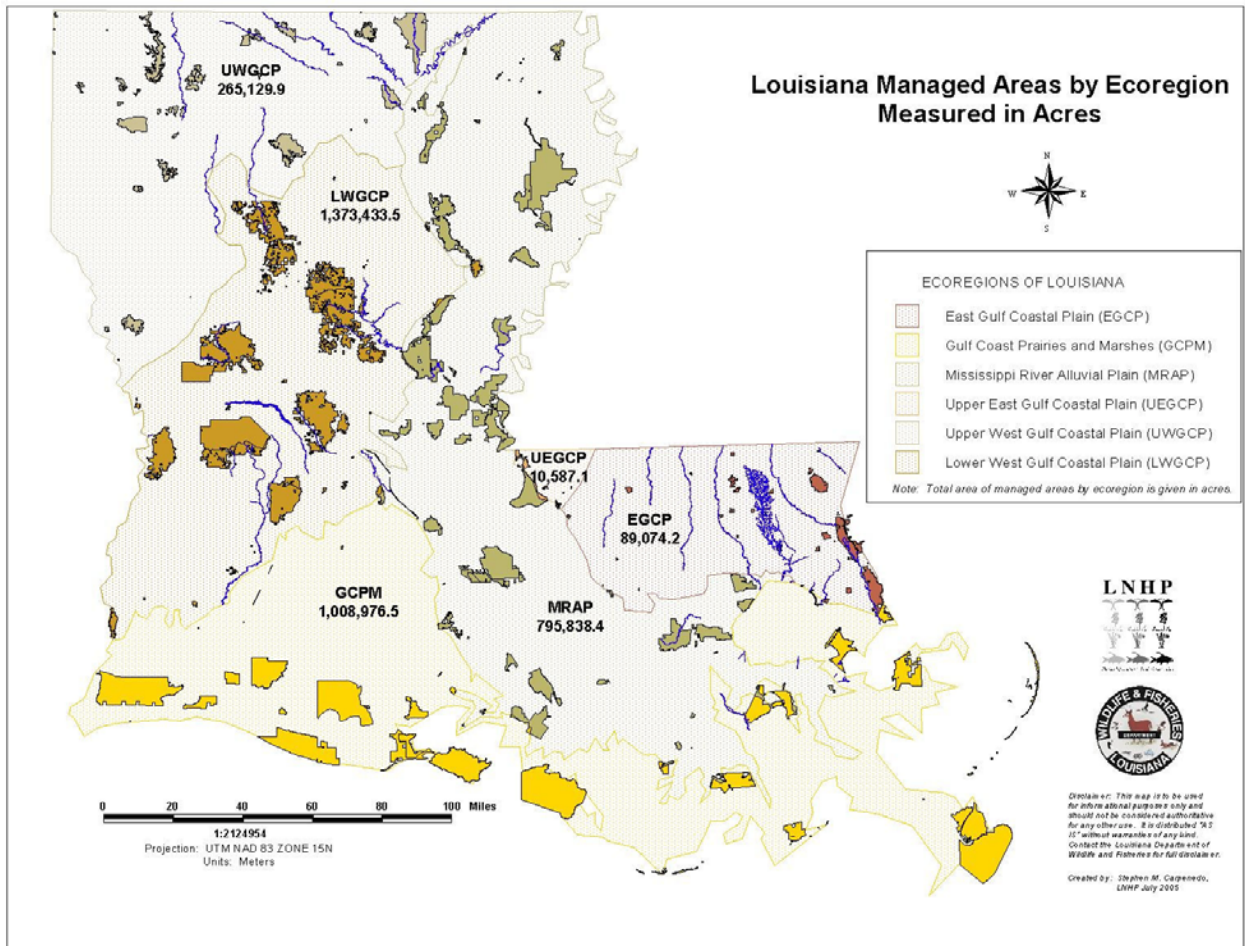 Louisiana Managed Areas by Ecoregion
Measured in Acres
N
W
E
S
UWGCP
265,129.9
LWGCP
1,373,433.5
UEGCP
10,587.1
EGCP
89,074.2
GCPM
1,008,976.5
MRAP
795,838.4
ECOREGIONS OF LOUISIANA
East Gulf Coastal Plain (EGCP)
Gulf Coast Prairies and Marshes (GCPM)
Mississippi River Alluvial Plain (MRAP)
Upper East Gulf Coastal Plain (UEGCP)
Upper West Gulf Coastal Plain (UWGCP)
Lower West Gulf Coastal Plain (LWGCP)
Note: Total area of managed areas by ecoregion is given in acres.
LNHP
WILDLIFE & FISHERIES
DEPARTMENT
LOUISIANA
0 20 40 60 80 100 Miles
1:2124954
Projection: UTM NAD 83 ZONE 15N
Units: Meters
Disclaimer: This map is to be used
for informational purposes only and
should not be considered authoritative
for any other use. It is distributed "AS
IS" without warranties of any kind.
Contact the Louisiana Department of
Wildlife and Fisheries for full disclaimer.
Created by: Stephen M. Carpenedo,
LNHP July 2005